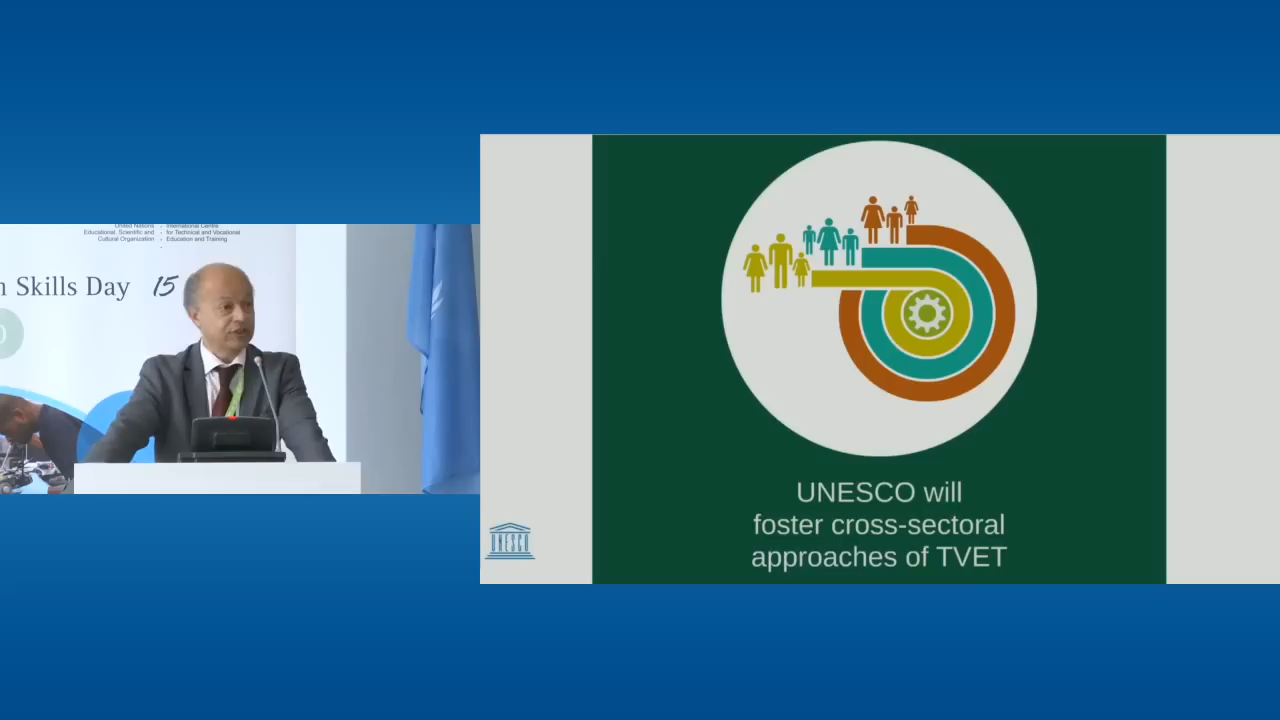 United Nations
Educational, Scientific and
Cultural Organization
International Centre
for Technical and Vocational
Education and Training
Skills Day 15
UNESCO
UNESCO will
foster cross-sectoral
approaches of TVET